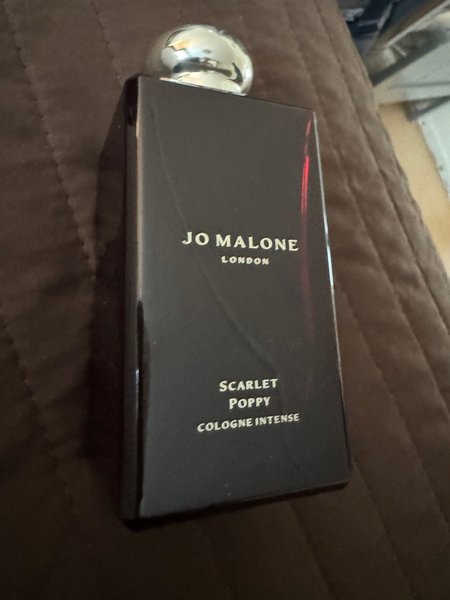 JO MALONE
LONDON
SCARLET
POPPY
COLOGNE INTENSE